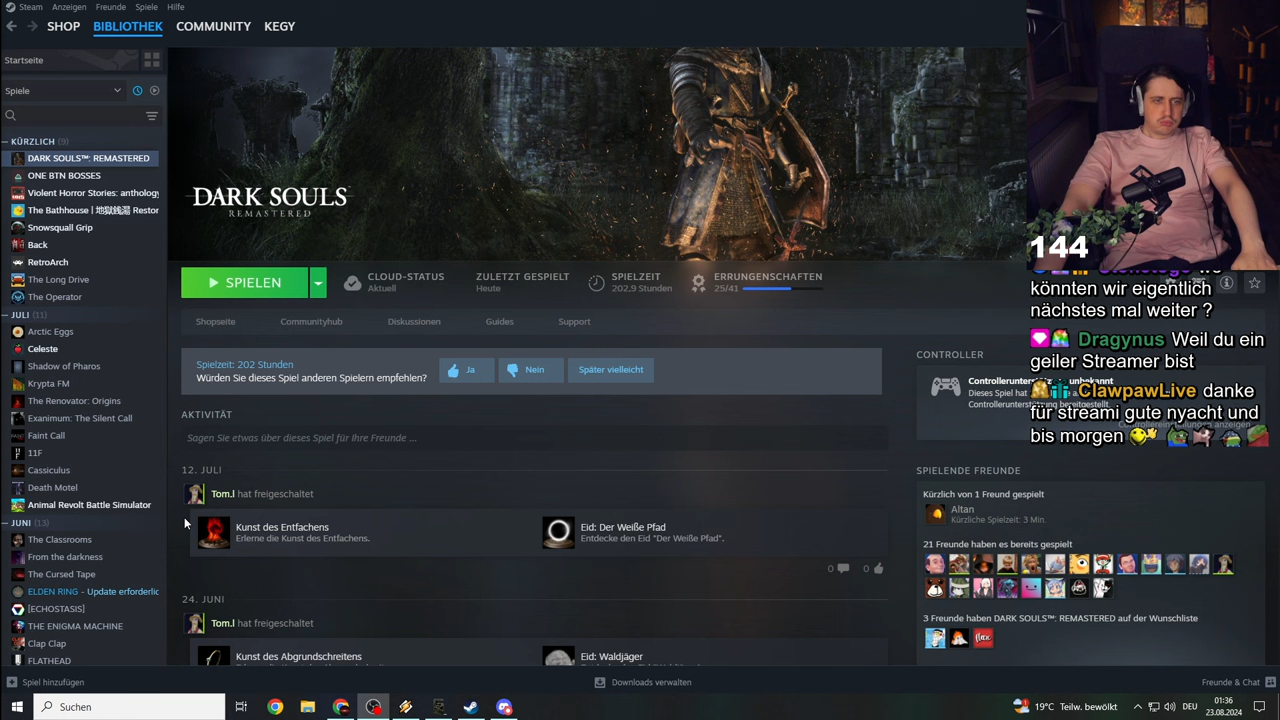 Steam Anzeigen Freunde Spiele Hilfe
SHOP BIBLIOTHEK COMMUNITY KEGY
Startseite
Spiele
KÜRZLICH (9)
DARK SOULS™: REMASTERED
ONE BTN BOSSES
Violent Horror Stories: anthology
The Bathhouse | 地獄銭湯 Restor
Snowsquall Grip
Back
RetroArch
The Long Drive
The Operator
JULI (11)
Arctic Eggs
Celeste
Shadow of Pharos
Krypta FM
The Renovator: Origins
Exanimum: The Silent Call
Faint Call
11F
Cassiculus
Death Motel
Animal Revolt Battle Simulator
JUNI (13)
The Classrooms
From the darkness
The Cursed Tape
ELDEN RING - Update erforderlic
[ECHOSTASIS]
THE ENIGMA MACHINE
Clap Clap
FLATHEAD
DARK SOULS
REMASTERED
SPIELEN
CLOUD-STATUS
Aktuell
ZULETZT GESPIELT
Heute
SPIELZEIT
202,9 Stunden
ERRUNGENSCHAFTEN
25/41
Shopseite Communityhub Diskussionen Guides Support
Spielzeit: 202 Stunden
Würden Sie dieses Spiel anderen Spielern empfehlen?
Ja Nein Später vielleicht
AKTIVITÄT
Sagen Sie etwas über dieses Spiel für Ihre Freunde ...
12. JULI
Tom.I hat freigeschaltet
Kunst des Entfachens
Erlerne die Kunst des Entfachens.
Eid: Der Weiße Pfad
Entdecke den Eid "Der Weiße Pfad".
0 0
24. JUNI
Tom.I hat freigeschaltet
Kunst des Abgrundschreitens
Eid: Waldjäger
144
wo
könnten wir eigentlich
nächstes mal weiter ?
Dragynus Weil du ein
geiler Streamer bist
ClawpawLive danke
für streami gute nyacht und
bis morgen
CONTROLLER
Dieses Spiel hat
Controllereinstellungen anzeigen
SPIELENDE FREUNDE
Kürzlich von 1 Freund gespielt
Altan
Kürzliche Spielzeit: 3 Min.
21 Freunde haben es bereits gespielt
3 Freunde haben DARK SOULS™: REMASTERED auf der Wunschliste
Spiel hinzufügen
Downloads verwalten
Freunde & Chat
Suchen
19°C Teilw. bewölkt
DEU
01:36
23.08.2024